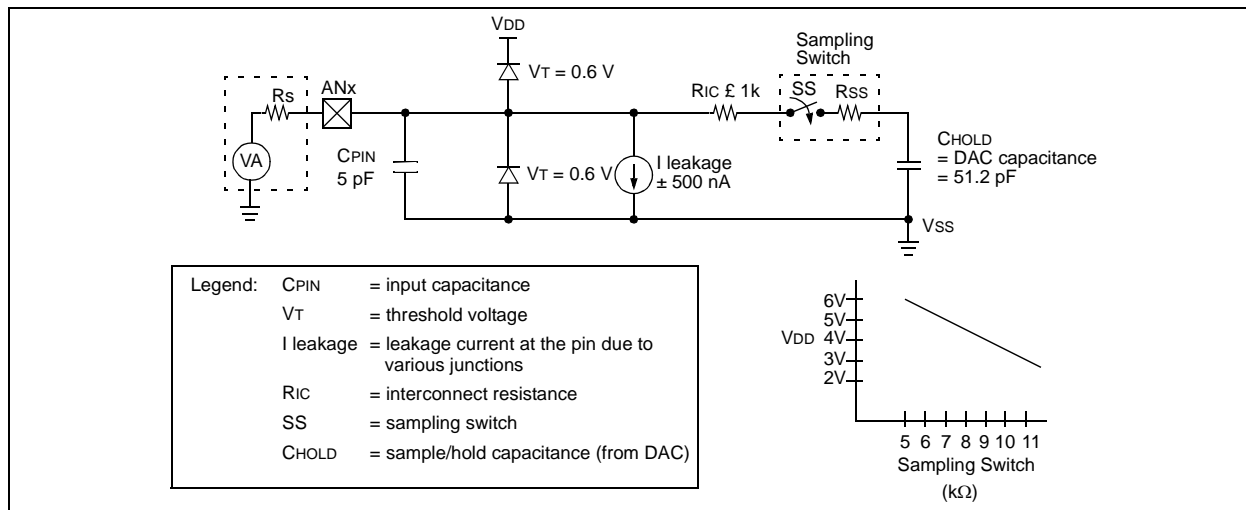 VDD
Sampling
Switch
VT = 0.6 V
ANx
Rs
RIC £ 1k
SS
RSS
VA
CPIN
5 pF
VT = 0.6 V
I leakage
± 500 nA
CHOLD
= DAC capacitance
= 51.2 pF
VSS
Legend: CPIN = input capacitance
VT = threshold voltage
I leakage = leakage current at the pin due to
various junctions
RIC = interconnect resistance
SS = sampling switch
CHOLD = sample/hold capacitance (from DAC)
6V
5V
VDD 4V
3V
2V
5 6 7 8 9 10 11
Sampling Switch
(kΩ)